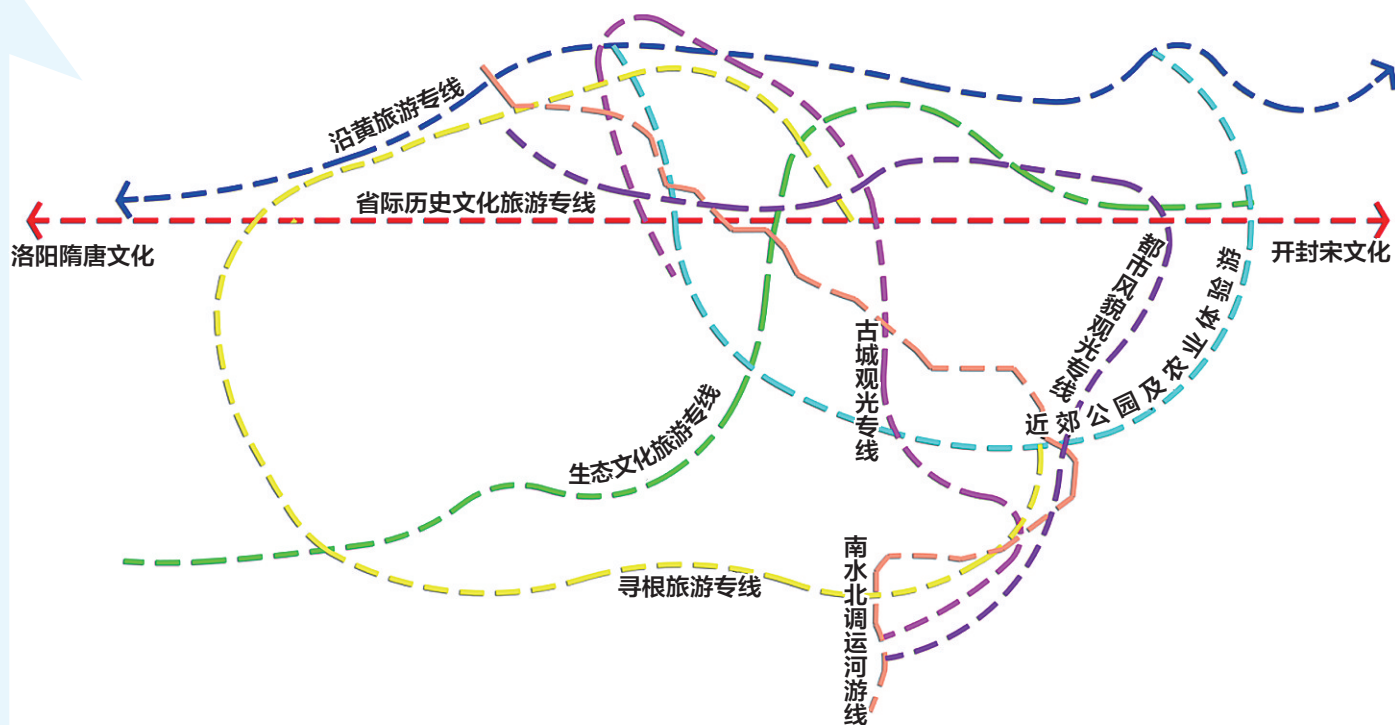 沿黄旅游专线
省际历史文化旅游专线
洛阳隋唐文化
开封宋文化
都市风貌观光专线
近郊公园及农业体验游
古城观光专线
生态文化旅游专线
寻根旅游专线
南水北调运河游线